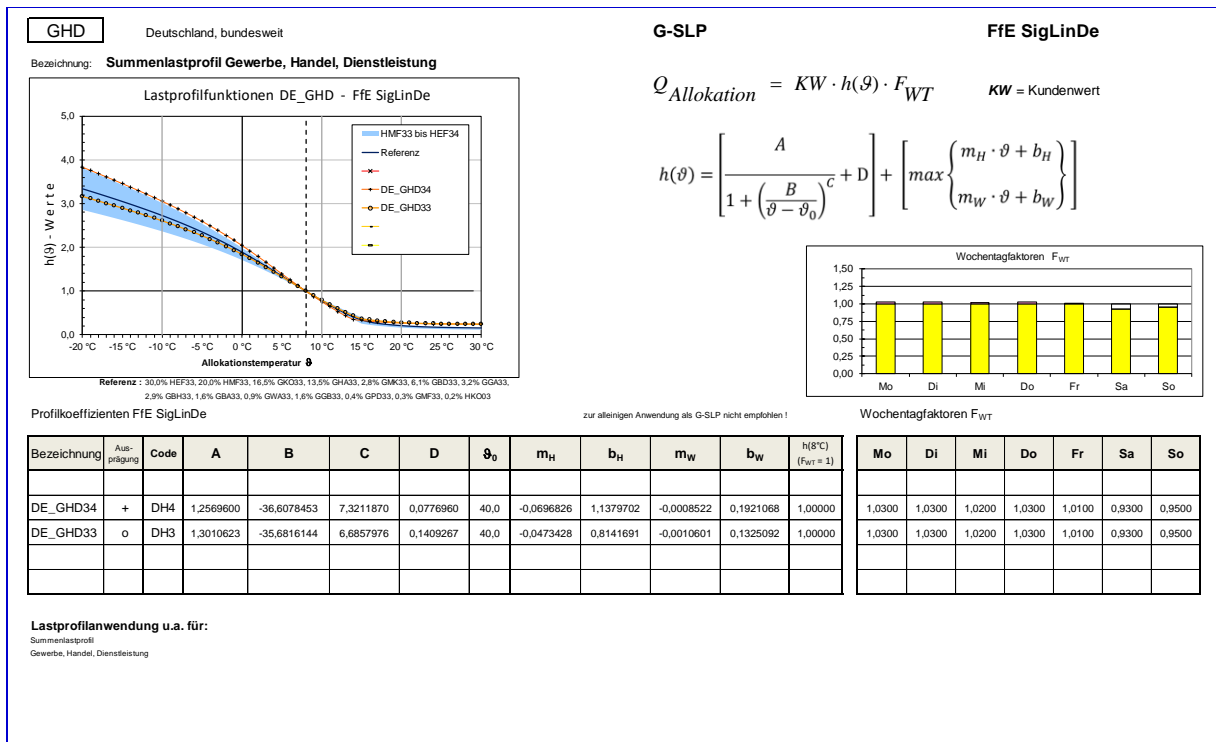 GHD Deutschland, bundesweit G-SLP FfE SigLinDe
Bezeichnung: Summenlastprofil Gewerbe, Handel, Dienstleistung
Lastprofilfunktionen DE_GHD - FfE SigLinDe
5,0
4,0
3,0
2,0
1,0
0,0
h(ϑ) - Werte
HMF33 bis HEF34
Referenz
DE_GHD34
DE_GHD33
-20 °C -15 °C -10 °C -5 °C 0 °C 5 °C 10 °C 15 °C 20 °C 25 °C 30 °C
Allokationstemperatur ϑ
Referenz : 30,0% HEF33, 20,0% HMF33, 16,5% GKO33, 13,5% GHA33, 2,8% GMK33, 6,1% GBD33, 3,2% GGA33,
2,9% GBH33, 1,6% GBA33, 0,9% GWA33, 1,6% GGB33, 0,4% GPD33, 0,3% GMF33, 0,2% HKO03
Q_Allokation = KW · h(ϑ) · F_WT KW = Kundenwert
h(ϑ) = [A / (1 + (B / (ϑ − ϑ₀))^C) + D] + [max {m_H · ϑ + b_H
m_W · ϑ + b_W}]
Wochentagfaktoren F_WT
1,50
1,25
1,00
0,75
0,50
0,25
0,00
Mo Di Mi Do Fr Sa So
Profilkoeffizienten FfE SigLinDe zur alleinigen Anwendung als G-SLP nicht empfohlen ! Wochentagfaktoren F_WT
Bezeichnung Aus-prägung Code A B C D ϑ₀ m_H b_H m_W b_W h(8°C) (F_WT = 1) Mo Di Mi Do Fr Sa So
DE_GHD34 + DH4 1,2569600 -36,6078453 7,3211870 0,0776960 40,0 -0,0696826 1,1379702 -0,0008522 0,1921068 1,00000 1,0300 1,0300 1,0200 1,0300 1,0100 0,9300 0,9500
DE_GHD33 o DH3 1,3010623 -35,6816144 6,6857976 0,1409267 40,0 -0,0473428 0,8141691 -0,0010601 0,1325092 1,00000 1,0300 1,0300 1,0200 1,0300 1,0100 0,9300 0,9500
Lastprofilanwendung u.a. für:
Summenlastprofil
Gewerbe, Handel, Dienstleistung